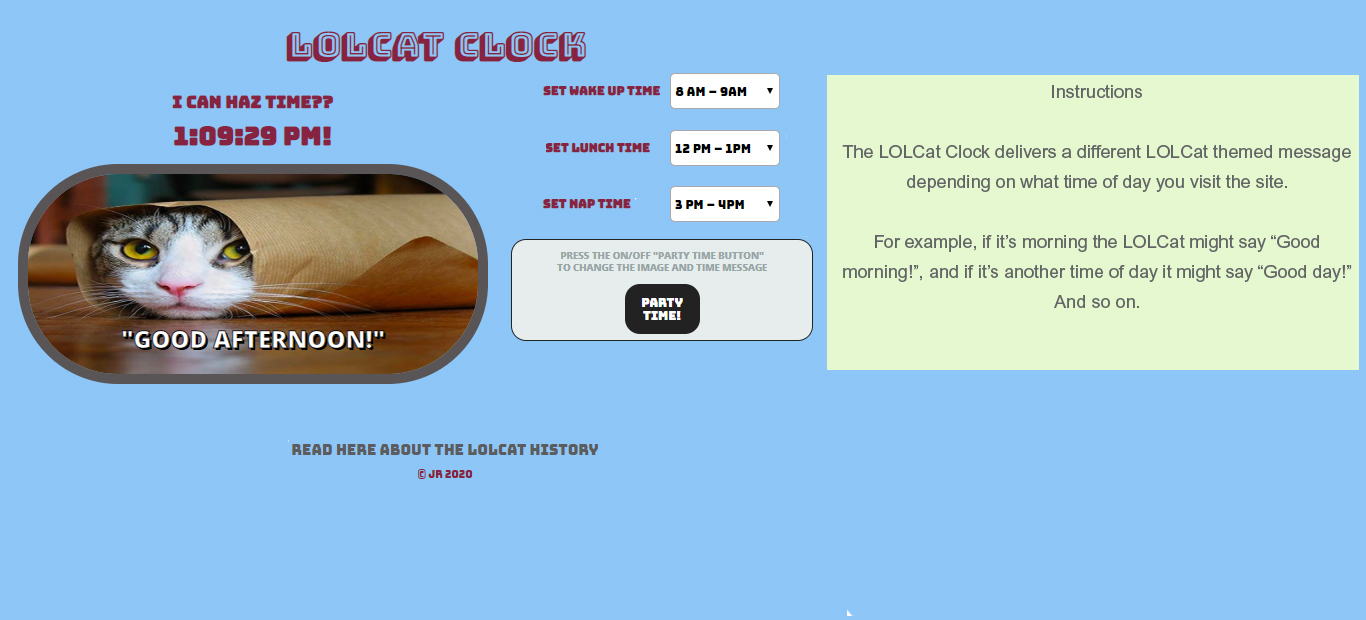 LOLCAT CLOCK
I CAN HAZ TIME??
1:09:29 PM!
"GOOD AFTERNOON!"
SET WAKE UP TIME 8 AM – 9AM
SET LUNCH TIME 12 PM – 1PM
SET NAP TIME 3 PM – 4PM
PRESS THE ON/OFF "PARTY TIME BUTTON"
TO CHANGE THE IMAGE AND TIME MESSAGE
PARTY
TIME!
Instructions
The LOLCat Clock delivers a different LOLCat themed message
depending on what time of day you visit the site.
For example, if it’s morning the LOLCat might say “Good
morning!”, and if it’s another time of day it might say “Good day!”
And so on.
READ HERE ABOUT THE LOLCAT HISTORY
© JR 2020